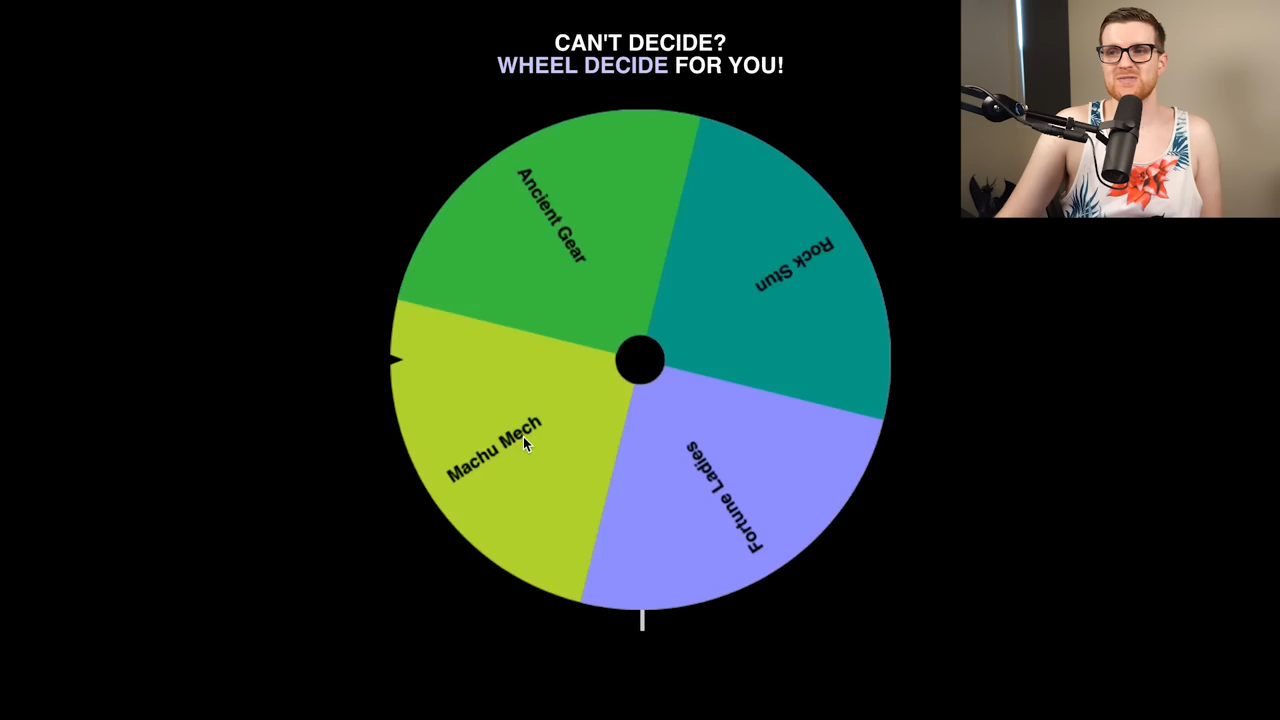 CAN'T DECIDE?
WHEEL DECIDE FOR YOU!
Ancient Gear
Rock Stun
Machu Mech
Fortune Ladies